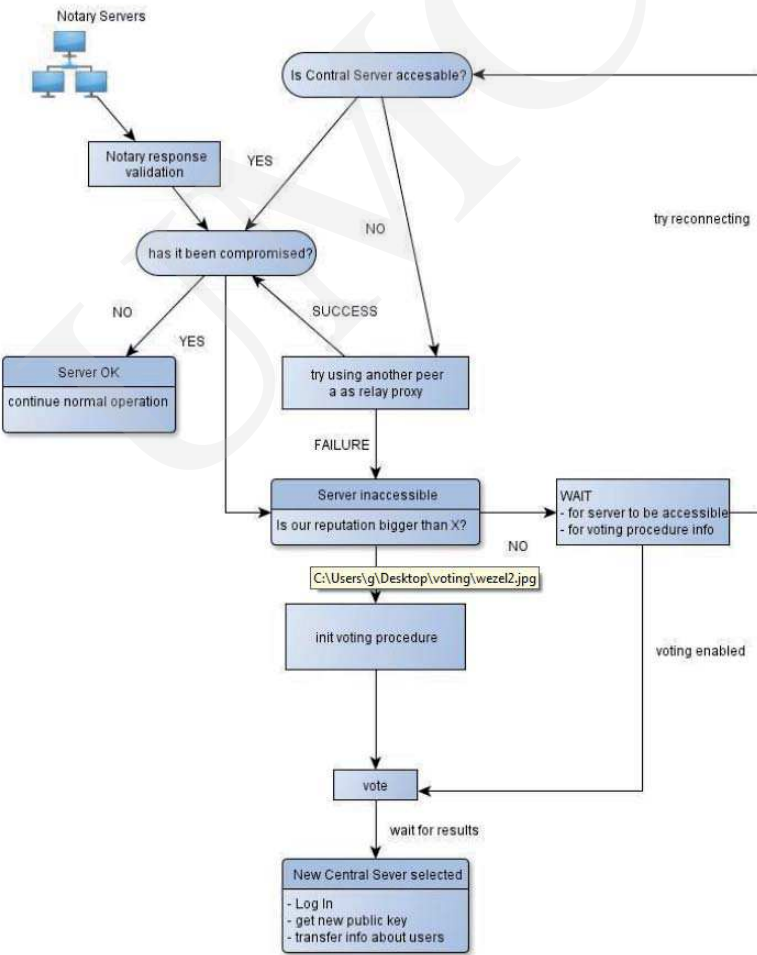 Notary Servers
Is Contral Server accesable?
Notary response
validation
YES
NO
try reconnecting
has it been compromised?
NO
YES
SUCCESS
Server OK
continue normal operation
try using another peer
a as relay proxy
FAILURE
Server inaccessible
Is our reputation bigger than X?
NO
WAIT
- for server to be accessible
- for voting procedure info
C:\Users\g\Desktop\voting\wezel2.jpg
init voting procedure
voting enabled
vote
wait for results
New Central Sever selected
- Log In
- get new public key
- transfer info about users
UMC